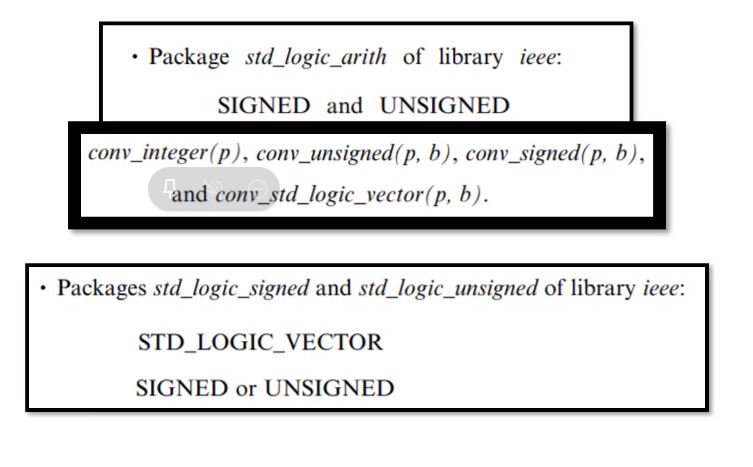 • Package std_logic_arith of library ieee:
SIGNED and UNSIGNED
conv_integer(p), conv_unsigned(p, b), conv_signed(p, b),
and conv_std_logic_vector(p, b).
• Packages std_logic_signed and std_logic_unsigned of library ieee:
STD_LOGIC_VECTOR
SIGNED or UNSIGNED